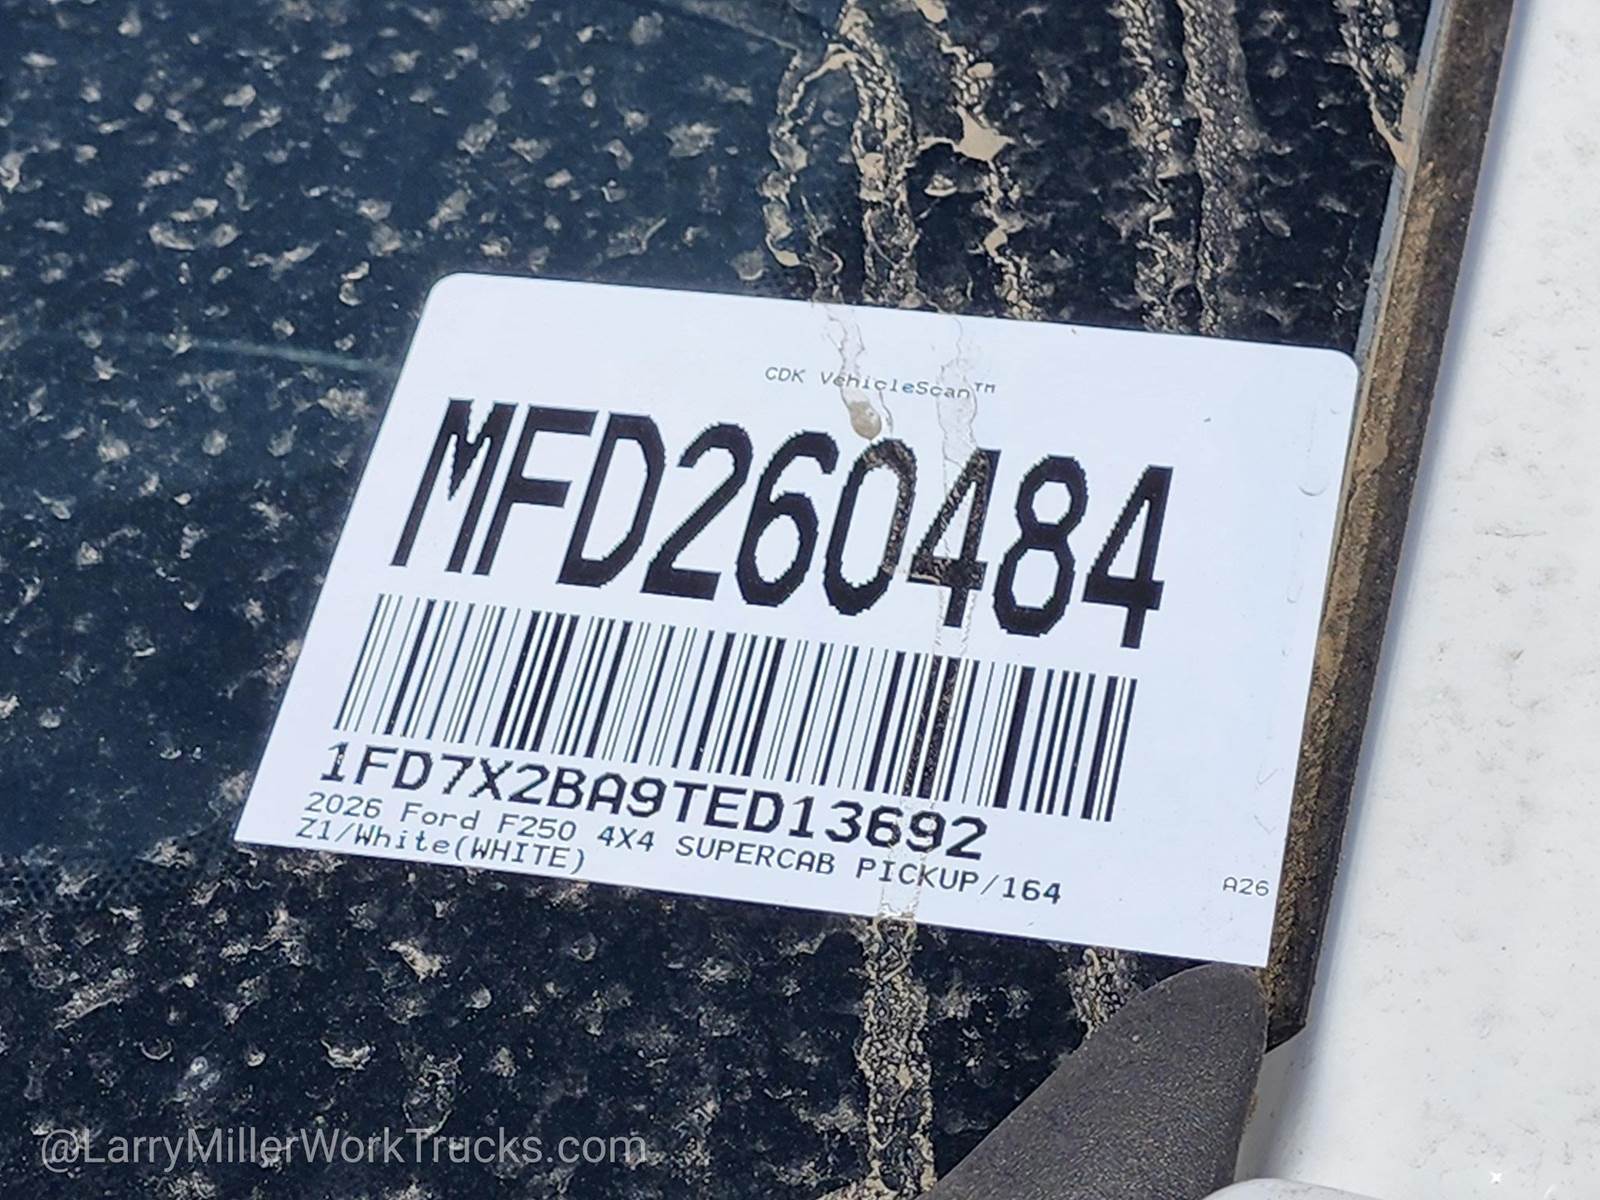 CDK VehicleScan™
MFD260484
1FD7X2BA9TED13692
2026 Ford F250 4X4 SUPERCAB PICKUP/164
Z1/White(WHITE)
A26
@LarryMillerWorkTrucks.com